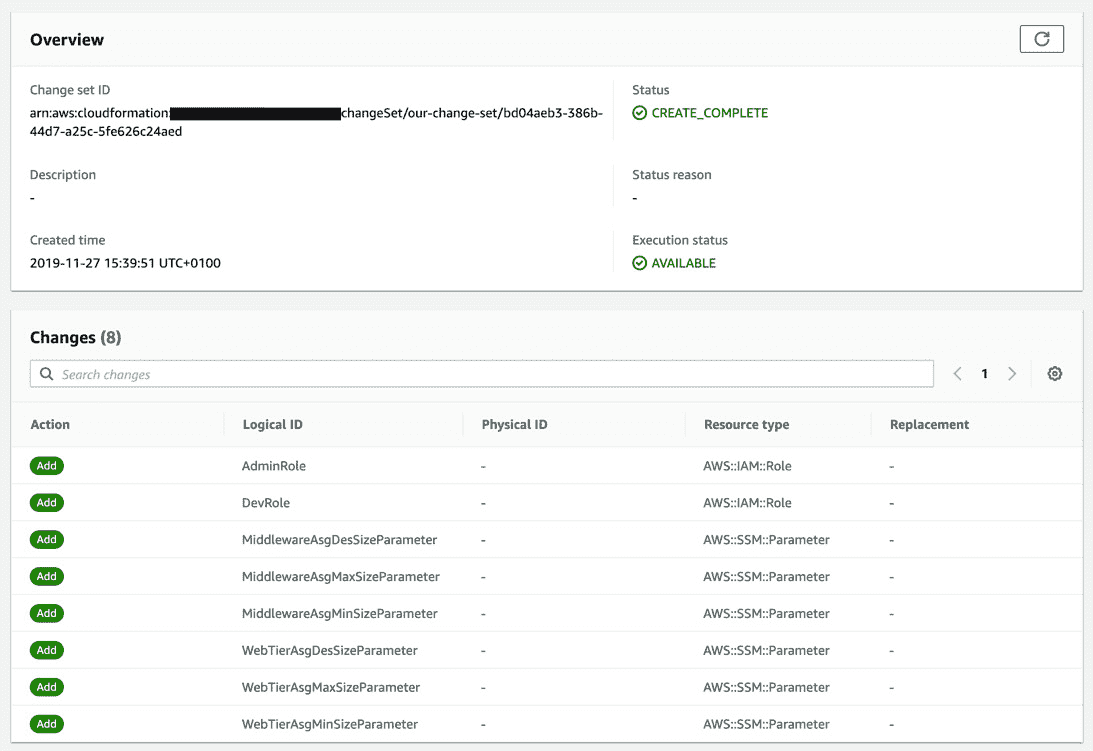 Overview
Change set ID
arn:aws:cloudformation:changeSet/our-change-set/bd04aeb3-386b-
44d7-a25c-5fe626c24aed
Status
CREATE_COMPLETE
Description
-
Status reason
-
Created time
2019-11-27 15:39:51 UTC+0100
Execution status
AVAILABLE
Changes (8)
Search changes
1
Action Logical ID Physical ID Resource type Replacement
Add AdminRole - AWS::IAM::Role -
Add DevRole - AWS::IAM::Role -
Add MiddlewareAsgDesSizeParameter - AWS::SSM::Parameter -
Add MiddlewareAsgMaxSizeParameter - AWS::SSM::Parameter -
Add MiddlewareAsgMinSizeParameter - AWS::SSM::Parameter -
Add WebTierAsgDesSizeParameter - AWS::SSM::Parameter -
Add WebTierAsgMaxSizeParameter - AWS::SSM::Parameter -
Add WebTierAsgMinSizeParameter - AWS::SSM::Parameter -